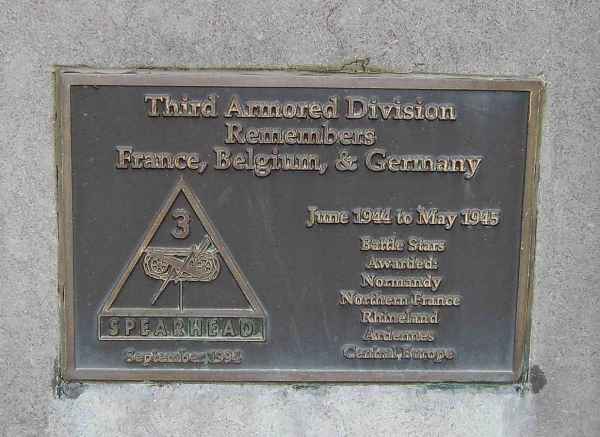 Third Armored Division
Remembers
France, Belgium, & Germany
3
SPEARHEAD
September, 1994
June 1944 to May 1945
Battle Stars
Awarded:
Normandy
Northern France
Rhineland
Ardennes
Central Europe